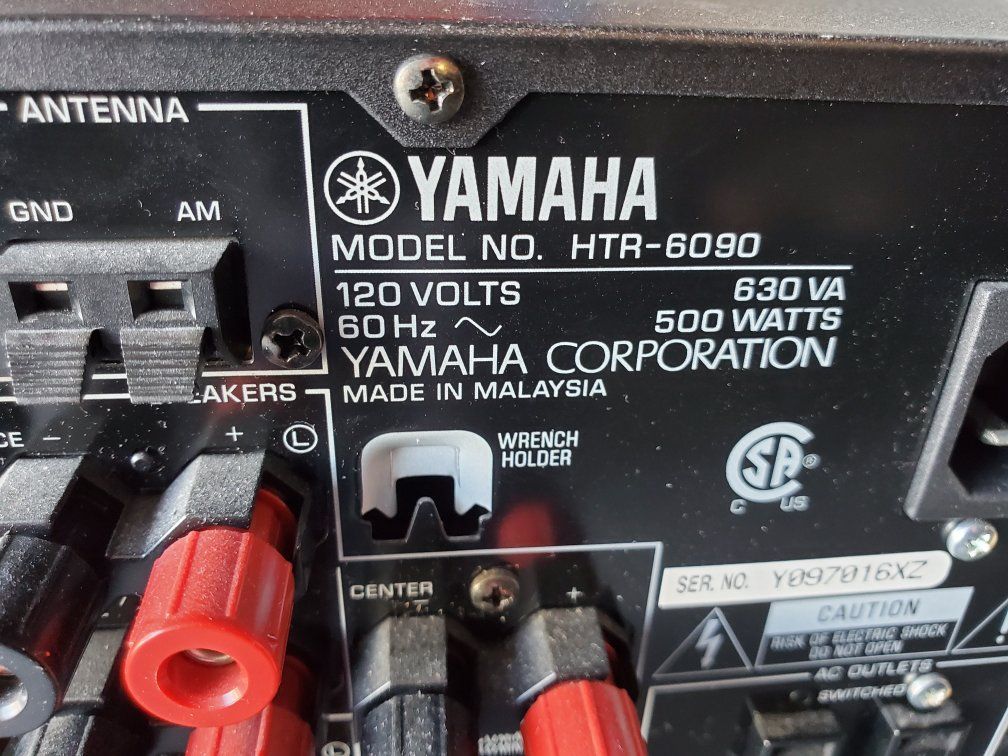 ANTENNA
GND AM
YAMAHA
MODEL NO. HTR-6090
120 VOLTS 630 VA
60 Hz 500 WATTS
YAMAHA CORPORATION
MADE IN MALAYSIA
- + L
WRENCH
HOLDER
SA ®
C US
CENTER +
SER. NO. Y097016XZ
CAUTION
RISK OF ELECTRIC SHOCK
DO NOT OPEN
AC OUTLETS
SWITCHED